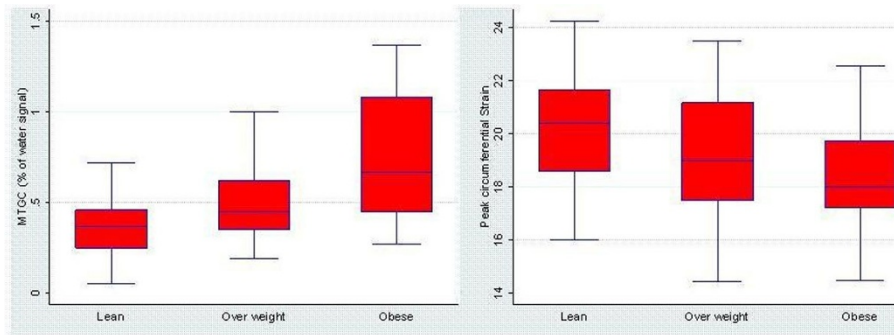 MTGC (% of water signal)
1.5
1
.5
0
Lean
Over weight
Obese
Peak circumferential Strain
24
22
20
18
16
14
Lean
Over weight
Obese